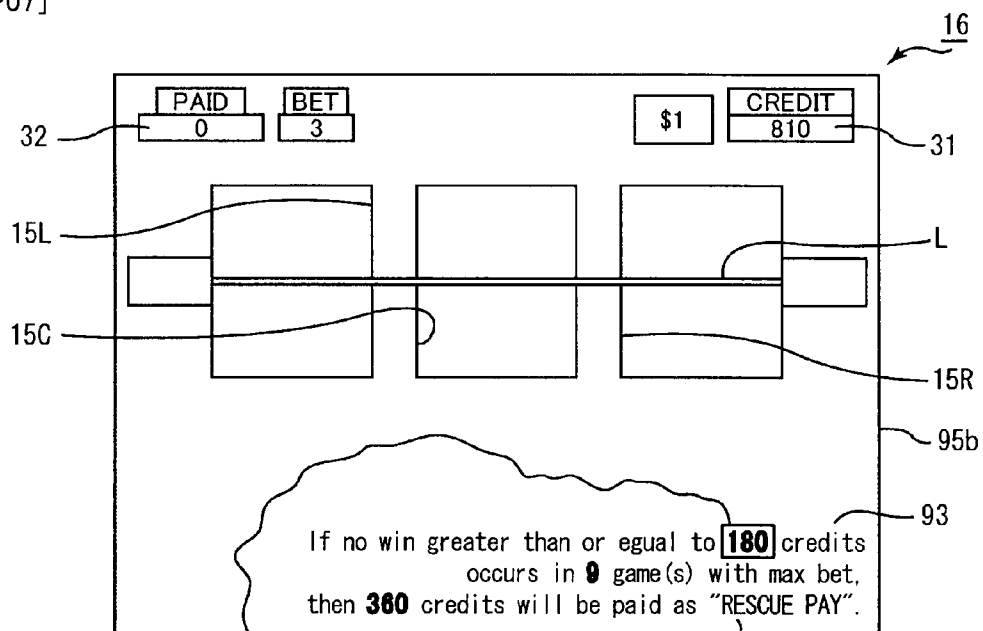 16
PAID BET $1 CREDIT
32 0 3 810 31
15L L
15C 15R
95b
93
If no win greater than or egual to 180 credits
occurs in 9 game(s) with max bet,
then 360 credits will be paid as "RESCUE PAY".